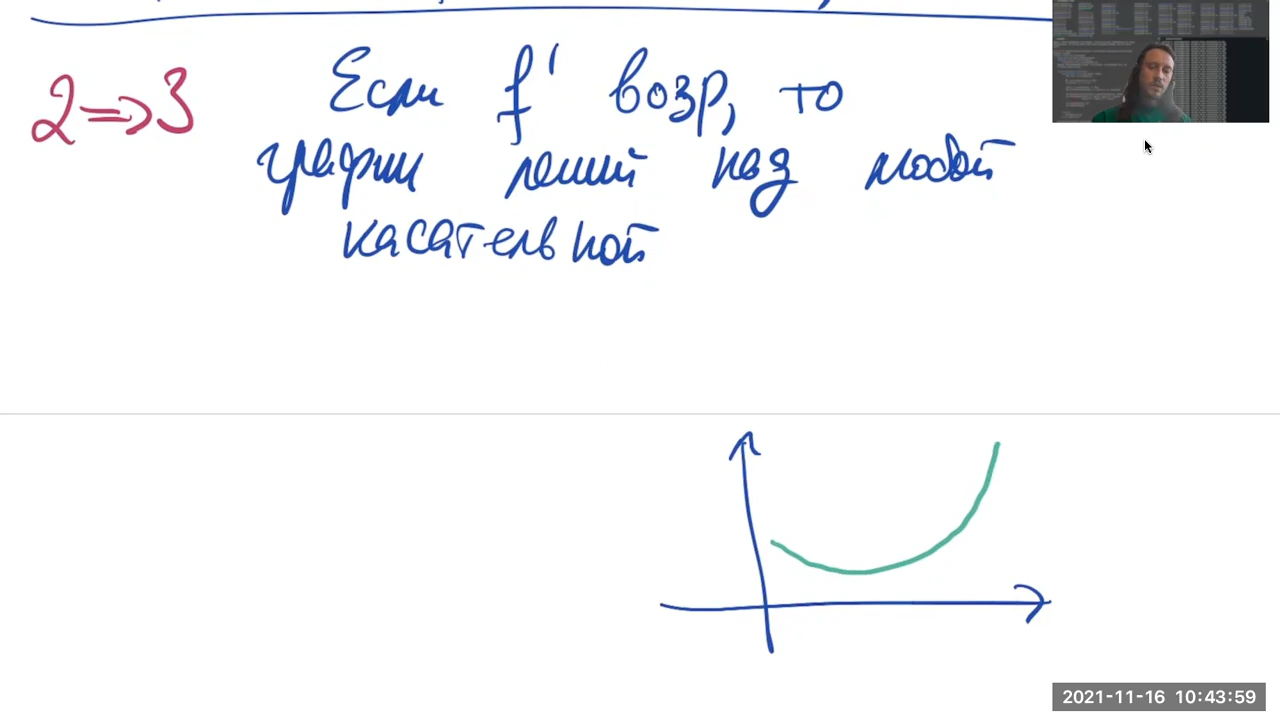 2 => 3 Если f' возр, то
график лежит над любой
касательной
2021-11-16 10:43:59